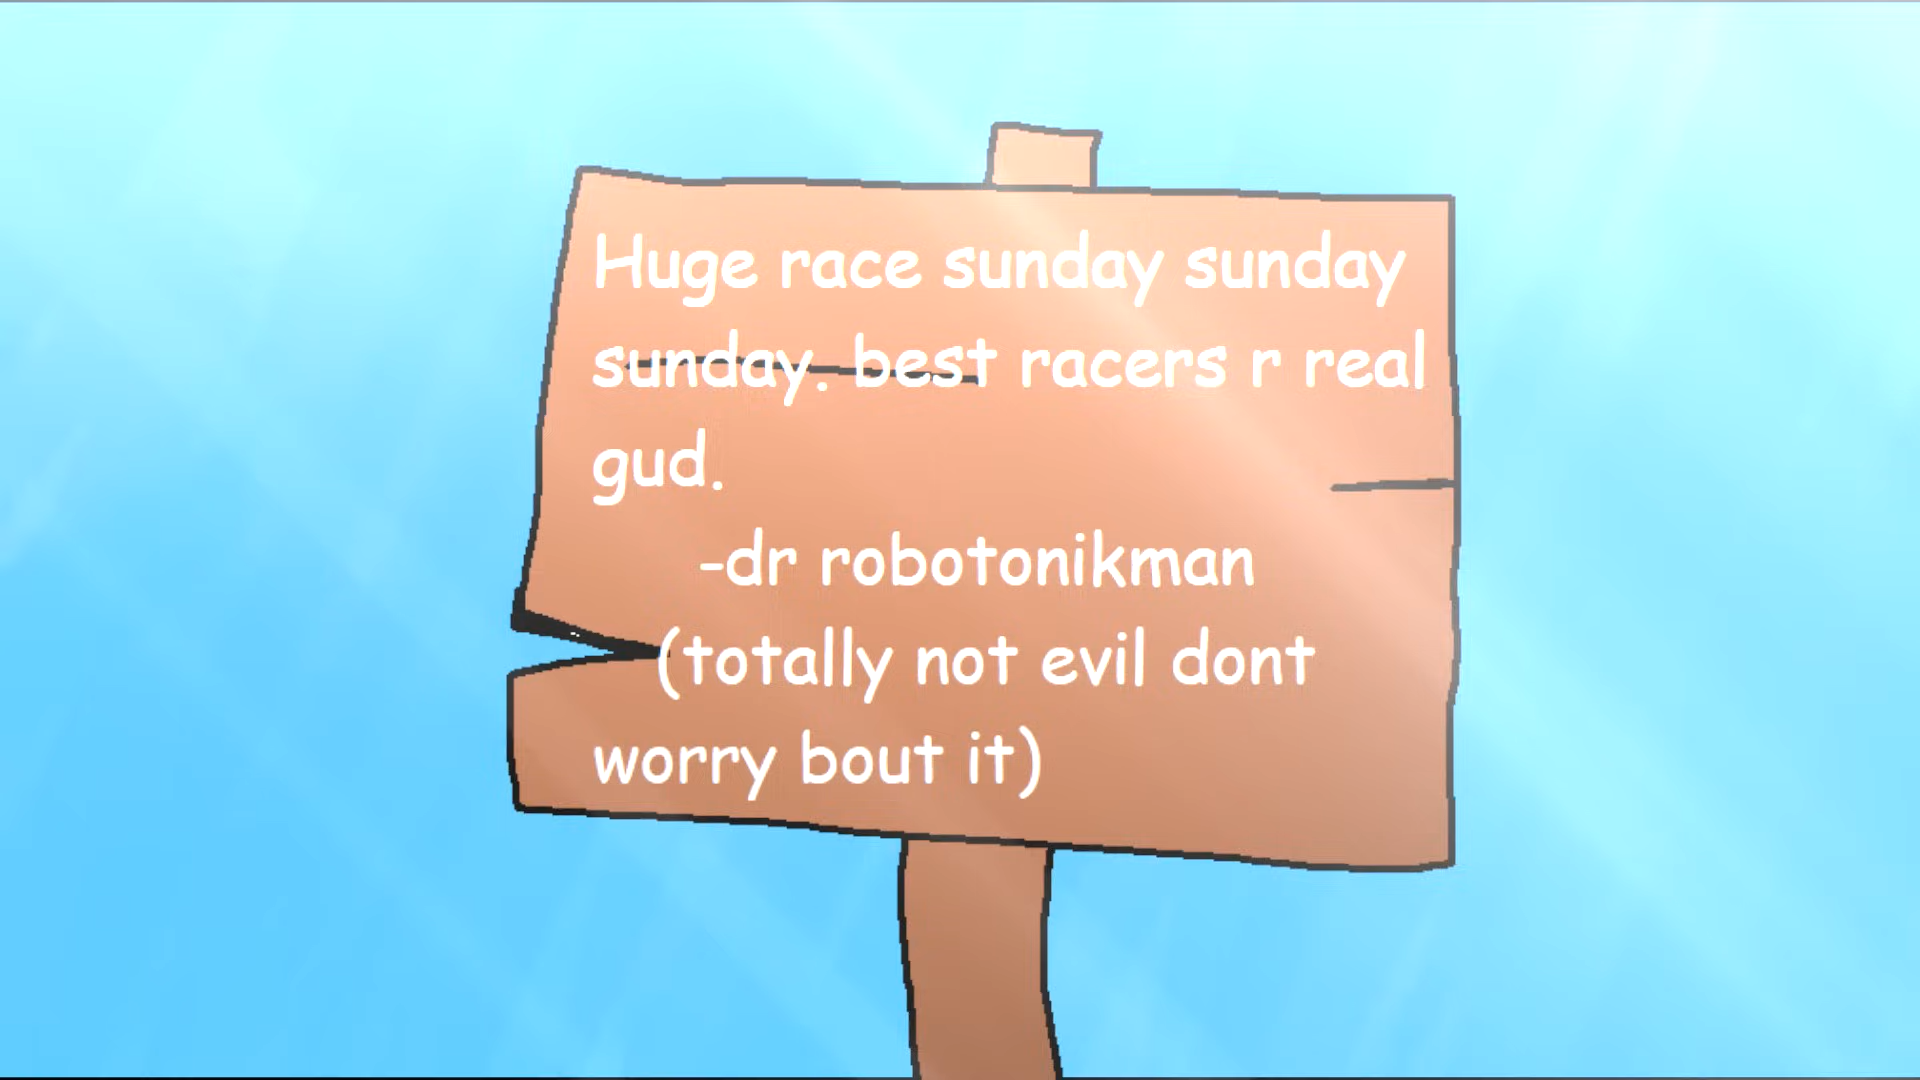 Huge race sunday sunday
sunday. best racers r real
gud.
-dr robotonikman
(totally not evil dont
worry bout it)